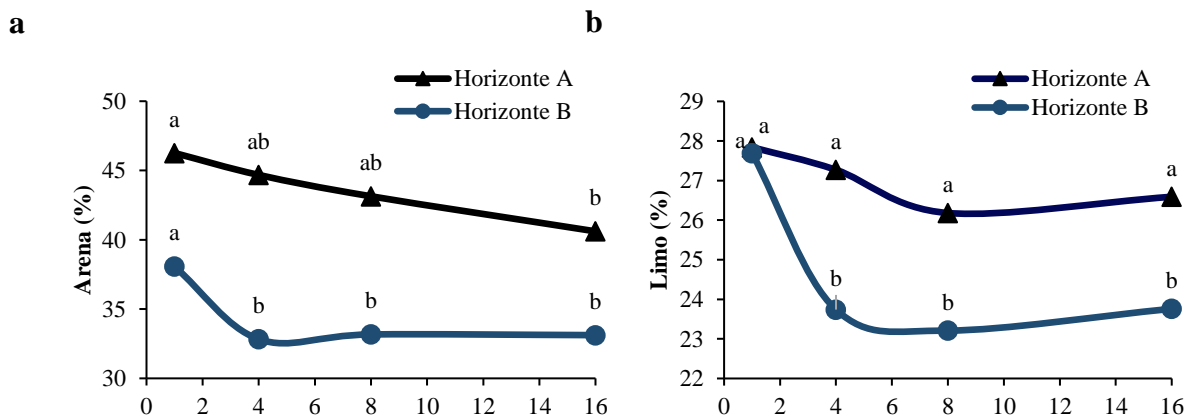 a
Horizonte A
Horizonte B
50
45
40
35
30
Arena (%)
a
ab
ab
b
a
b
b
b
0 2 4 6 8 10 12 14 16
b
Horizonte A
Horizonte B
29
28
27
26
25
24
23
22
Limo (%)
a
a
a
a
a
b
b
b
0 2 4 6 8 10 12 14 16